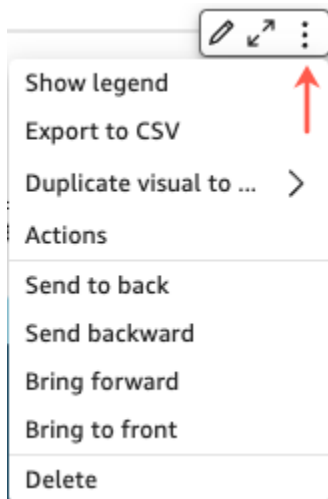 Show legend
Export to CSV
Duplicate visual to ...
Actions
Send to back
Send backward
Bring forward
Bring to front
Delete